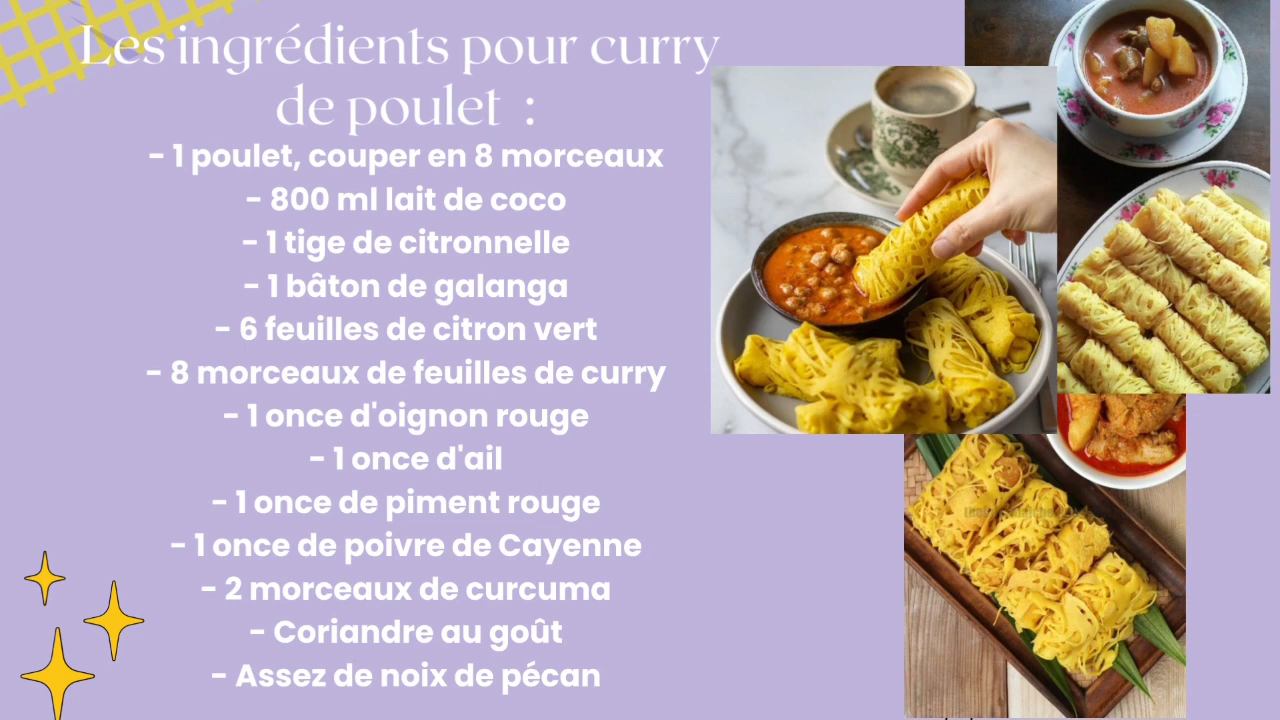 Les ingrédients pour curry
de poulet :
- 1 poulet, couper en 8 morceaux
- 800 ml lait de coco
- 1 tige de citronnelle
- 1 bâton de galanga
- 6 feuilles de citron vert
- 8 morceaux de feuilles de curry
- 1 once d'oignon rouge
- 1 once d'ail
- 1 once de piment rouge
- 1 once de poivre de Cayenne
- 2 morceaux de curcuma
- Coriandre au goût
- Assez de noix de pécan